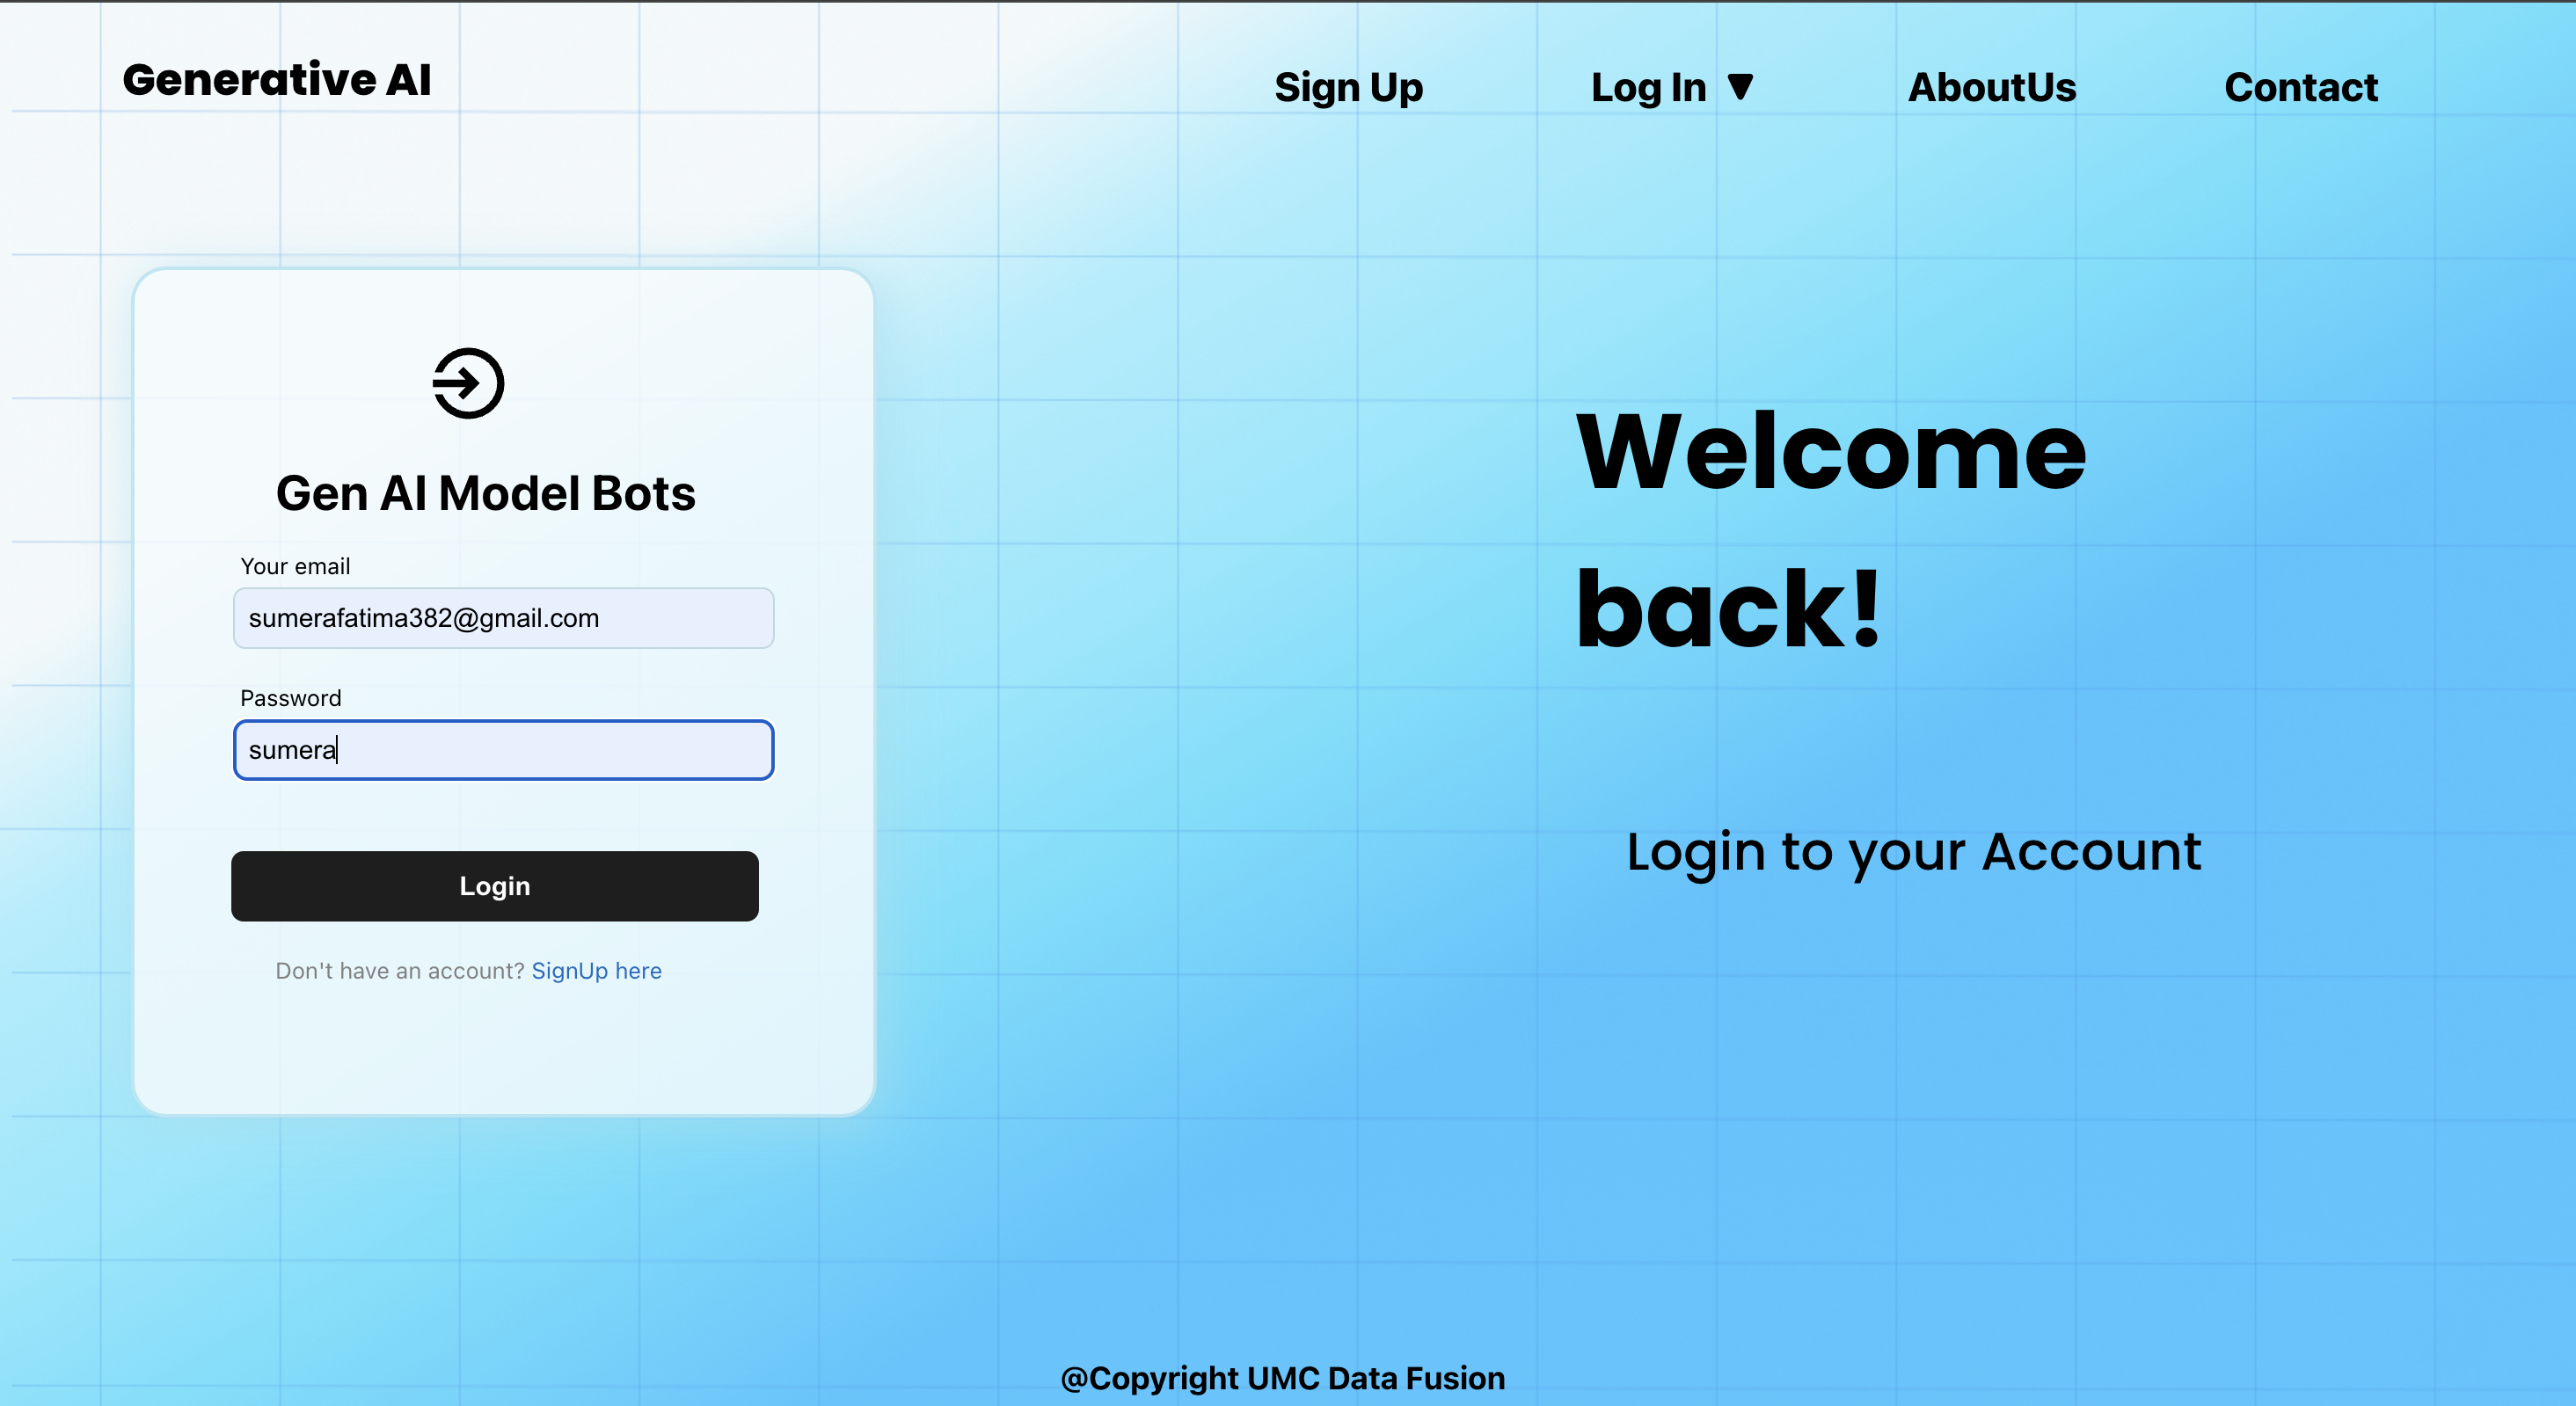 Generative AI
Sign Up
Log In ▼
AboutUs
Contact
Gen AI Model Bots
Your email
sumerafatima382@gmail.com
Password
sumera
Login
Don't have an account? SignUp here
Welcome
back!
Login to your Account
@Copyright UMC Data Fusion